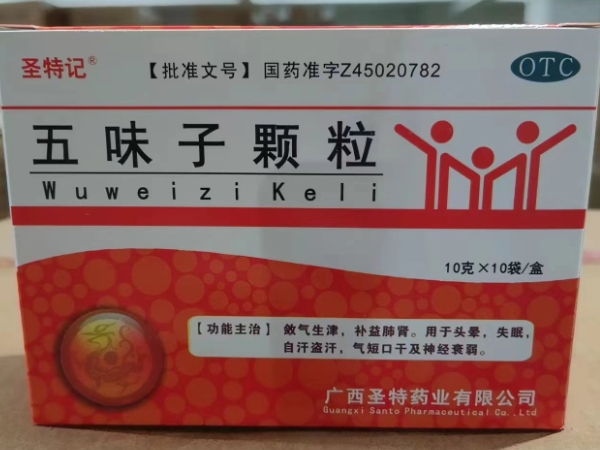 圣特记®
【批准文号】国药准字Z45020782
OTC
五味子颗粒
Wuweizi Keli
10克×10袋/盒
【功能主治】敛气生津，补益肺肾。用于头晕，失眠，
自汗盗汗，气短口干及神经衰弱。
广西圣特药业有限公司
Guangxi Santo Pharmaceutical Co.,Ltd